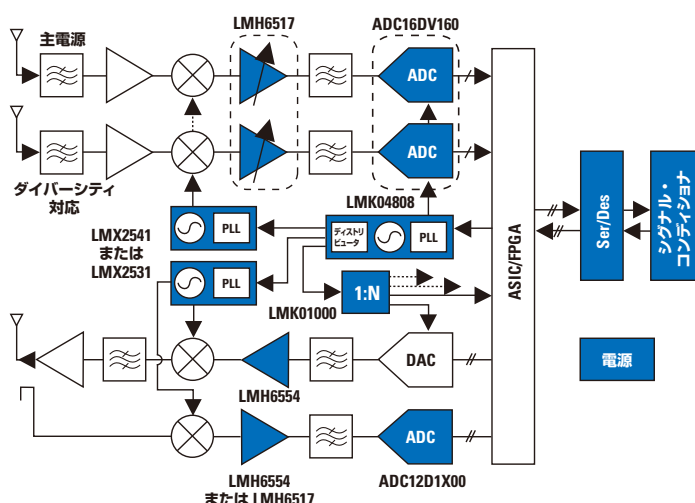 LMH6517
ADC16DV160
主電源
ADC
ADC
ダイバーシティ
対応
LMK04808
LMX2541
または
LMX2531
PLL
ディストリ
ビュータ
PLL
PLL
1:N
LMK01000
ASIC/FPGA
Ser/Des
シグナル・
コンディショナ
DAC
電源
LMH6554
ADC
LMH6554
または LMH6517
ADC12D1X00